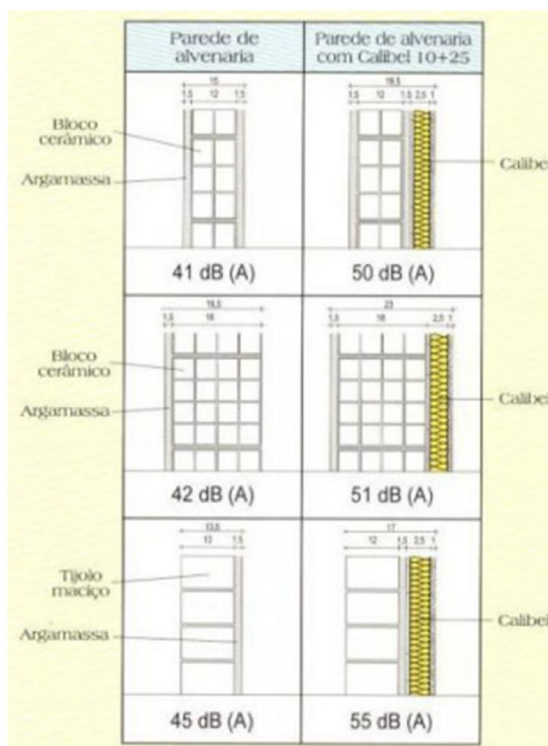 Parede de
alvenaria
Parede de alvenaria
com Calibel 10+25
15
1,5 12 1,5
18,5
1,5 12 1,5 2,5 1
Bloco
cerâmico
Argamassa
Calibel
41 dB (A)
50 dB (A)
19,5
1,5 18
23
1,5 18 2,5 1
Bloco
cerâmico
Argamassa
Calibel
42 dB (A)
51 dB (A)
13,5
12 1,5
17
12 1,5 2,5 1
Tijolo
maciço
Argamassa
Calibel
45 dB (A)
55 dB (A)